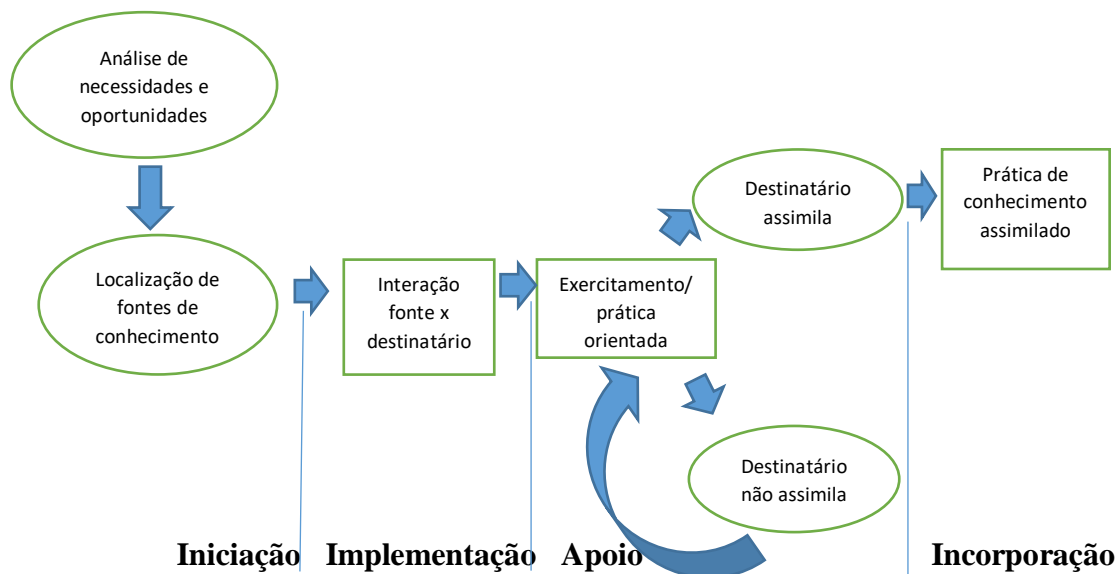 Análise de
necessidades e
oportunidades
Localização de
fontes de
conhecimento
Interação
fonte x
destinatário
Exercitamento/
prática
orientada
Destinatário
assimila
Destinatário
não assimila
Prática de
conhecimento
assimilado
Iniciação
Implementação
Apoio
Incorporação